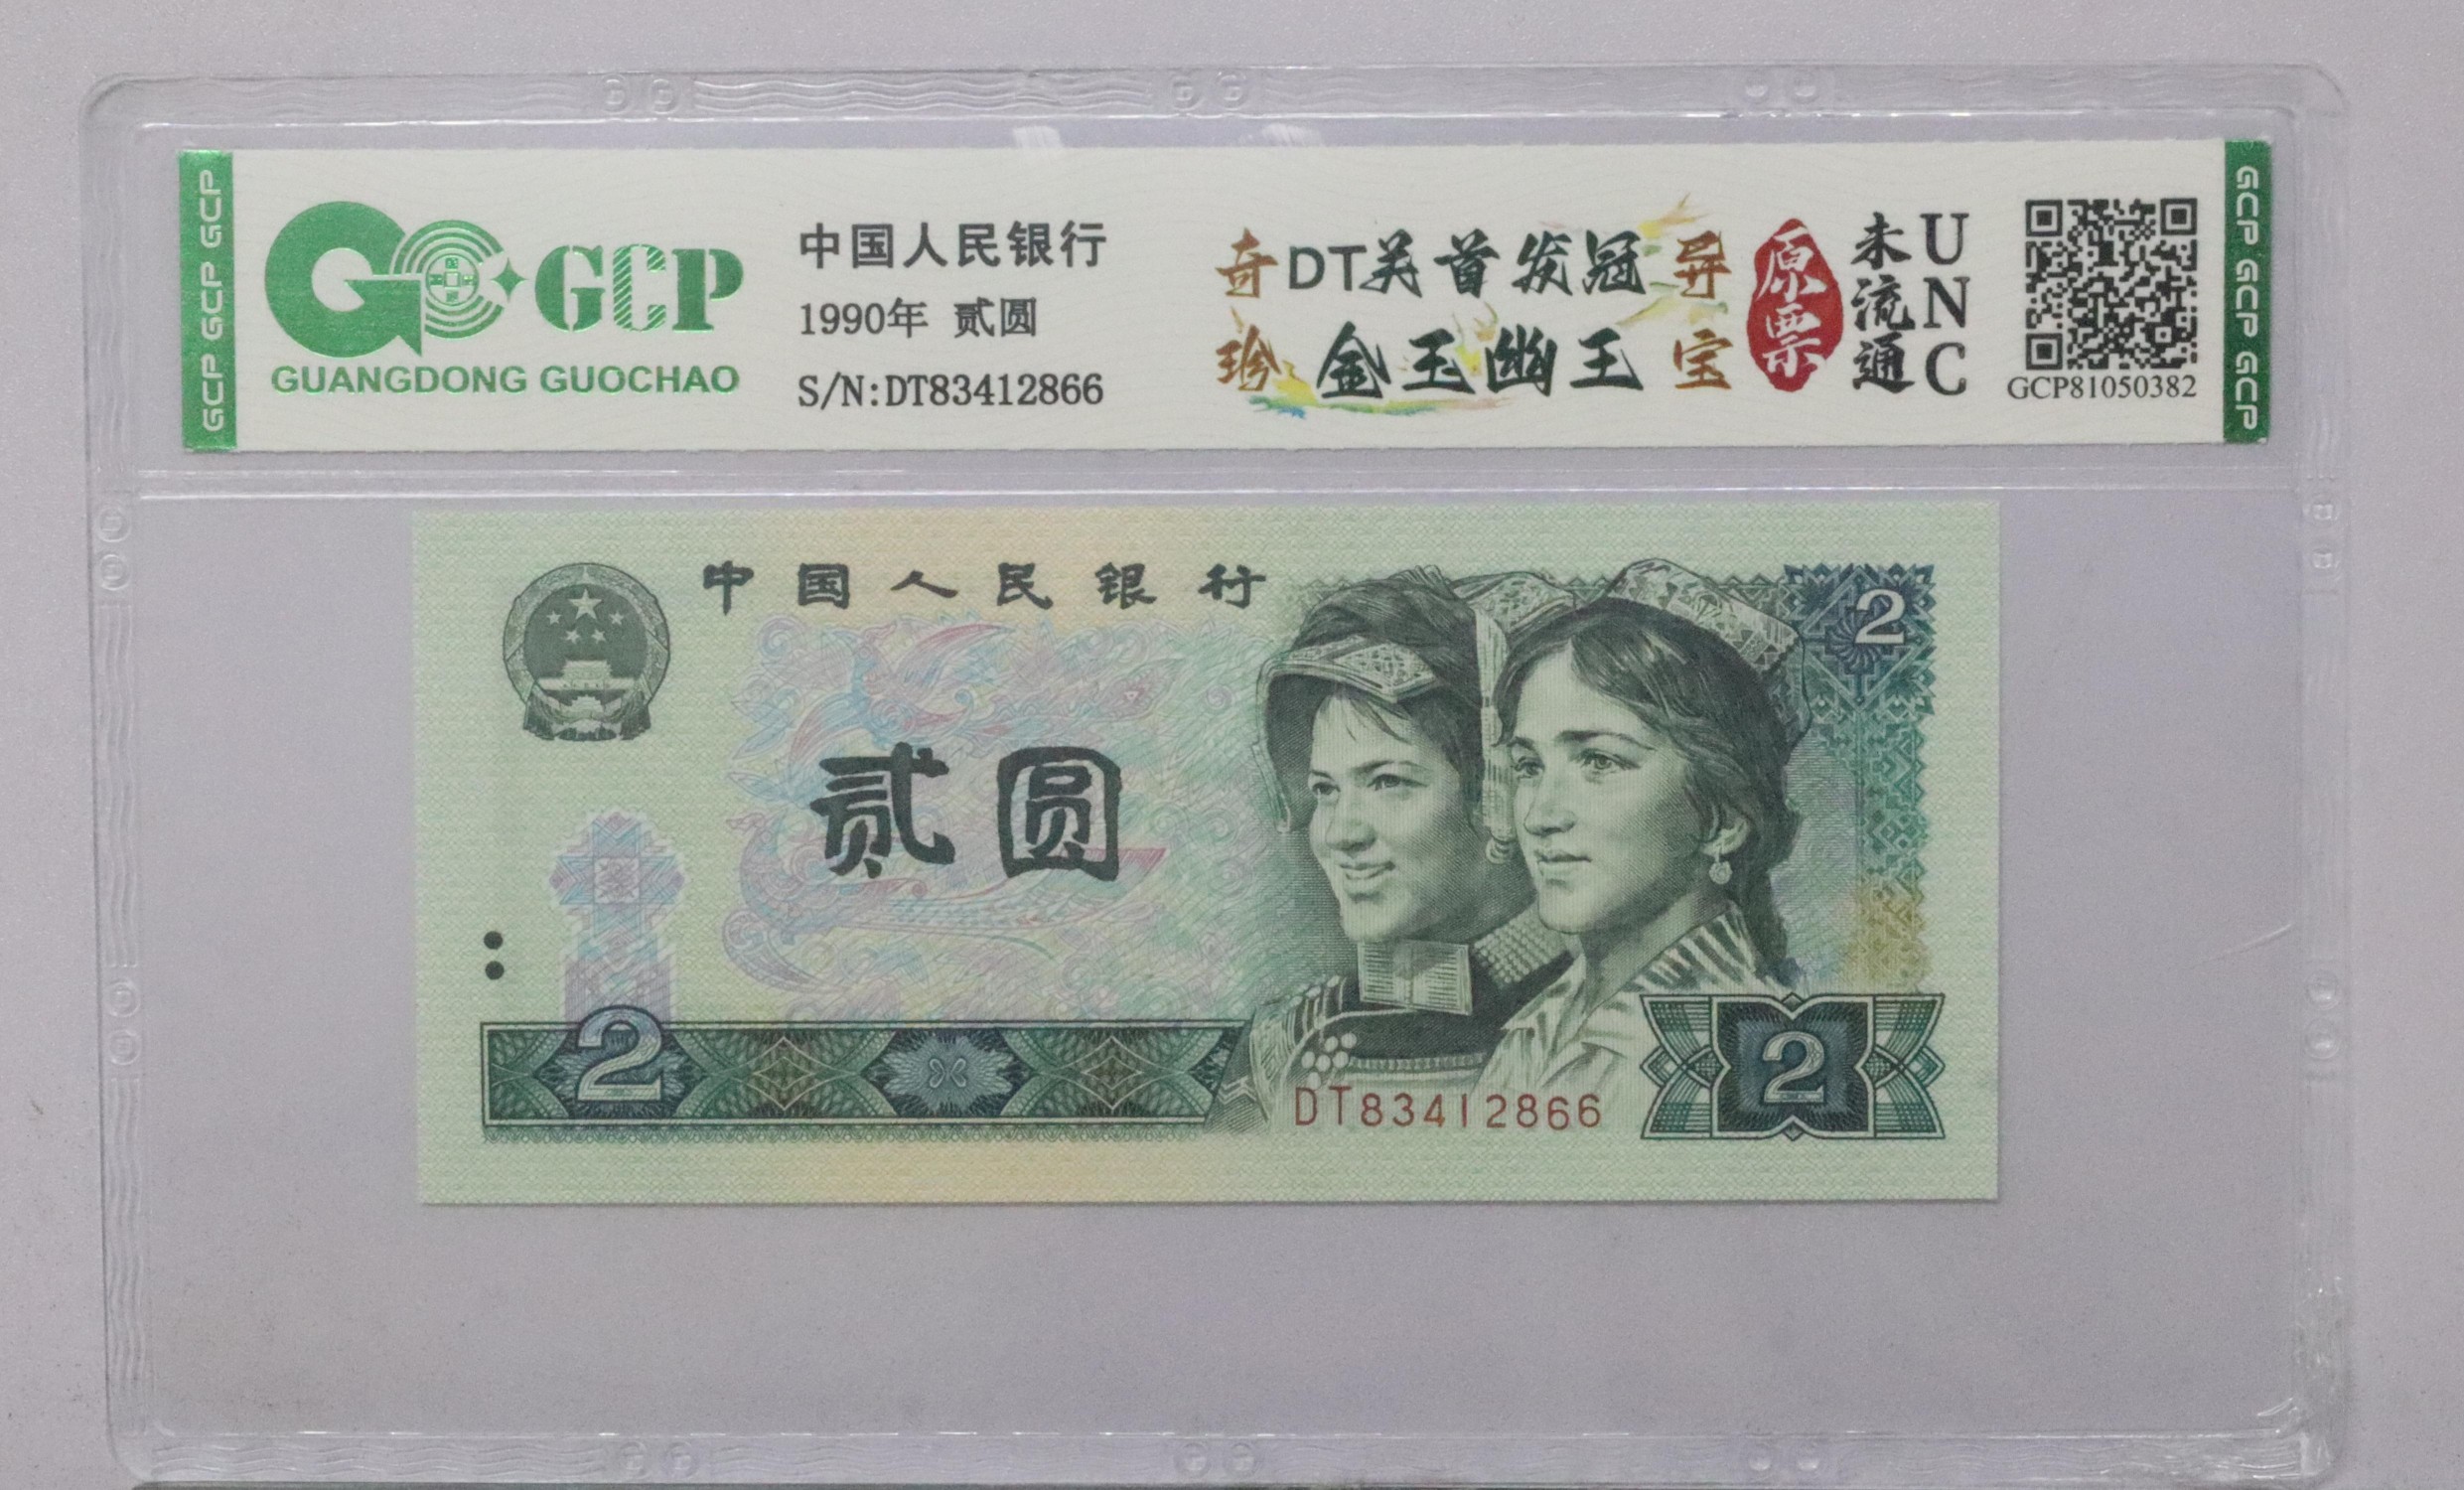 GCP GCP GCP
GCP
GUANGDONG GUOCHAO
中国人民银行
1990年 贰圆
S/N:DT83412866
奇DT关首发冠异
珍金玉幽王宝
原票
未流通
UNC
GCP81050382
GCP GCP GCP
中国人民银行
2
贰圆
2
2
DT83412866